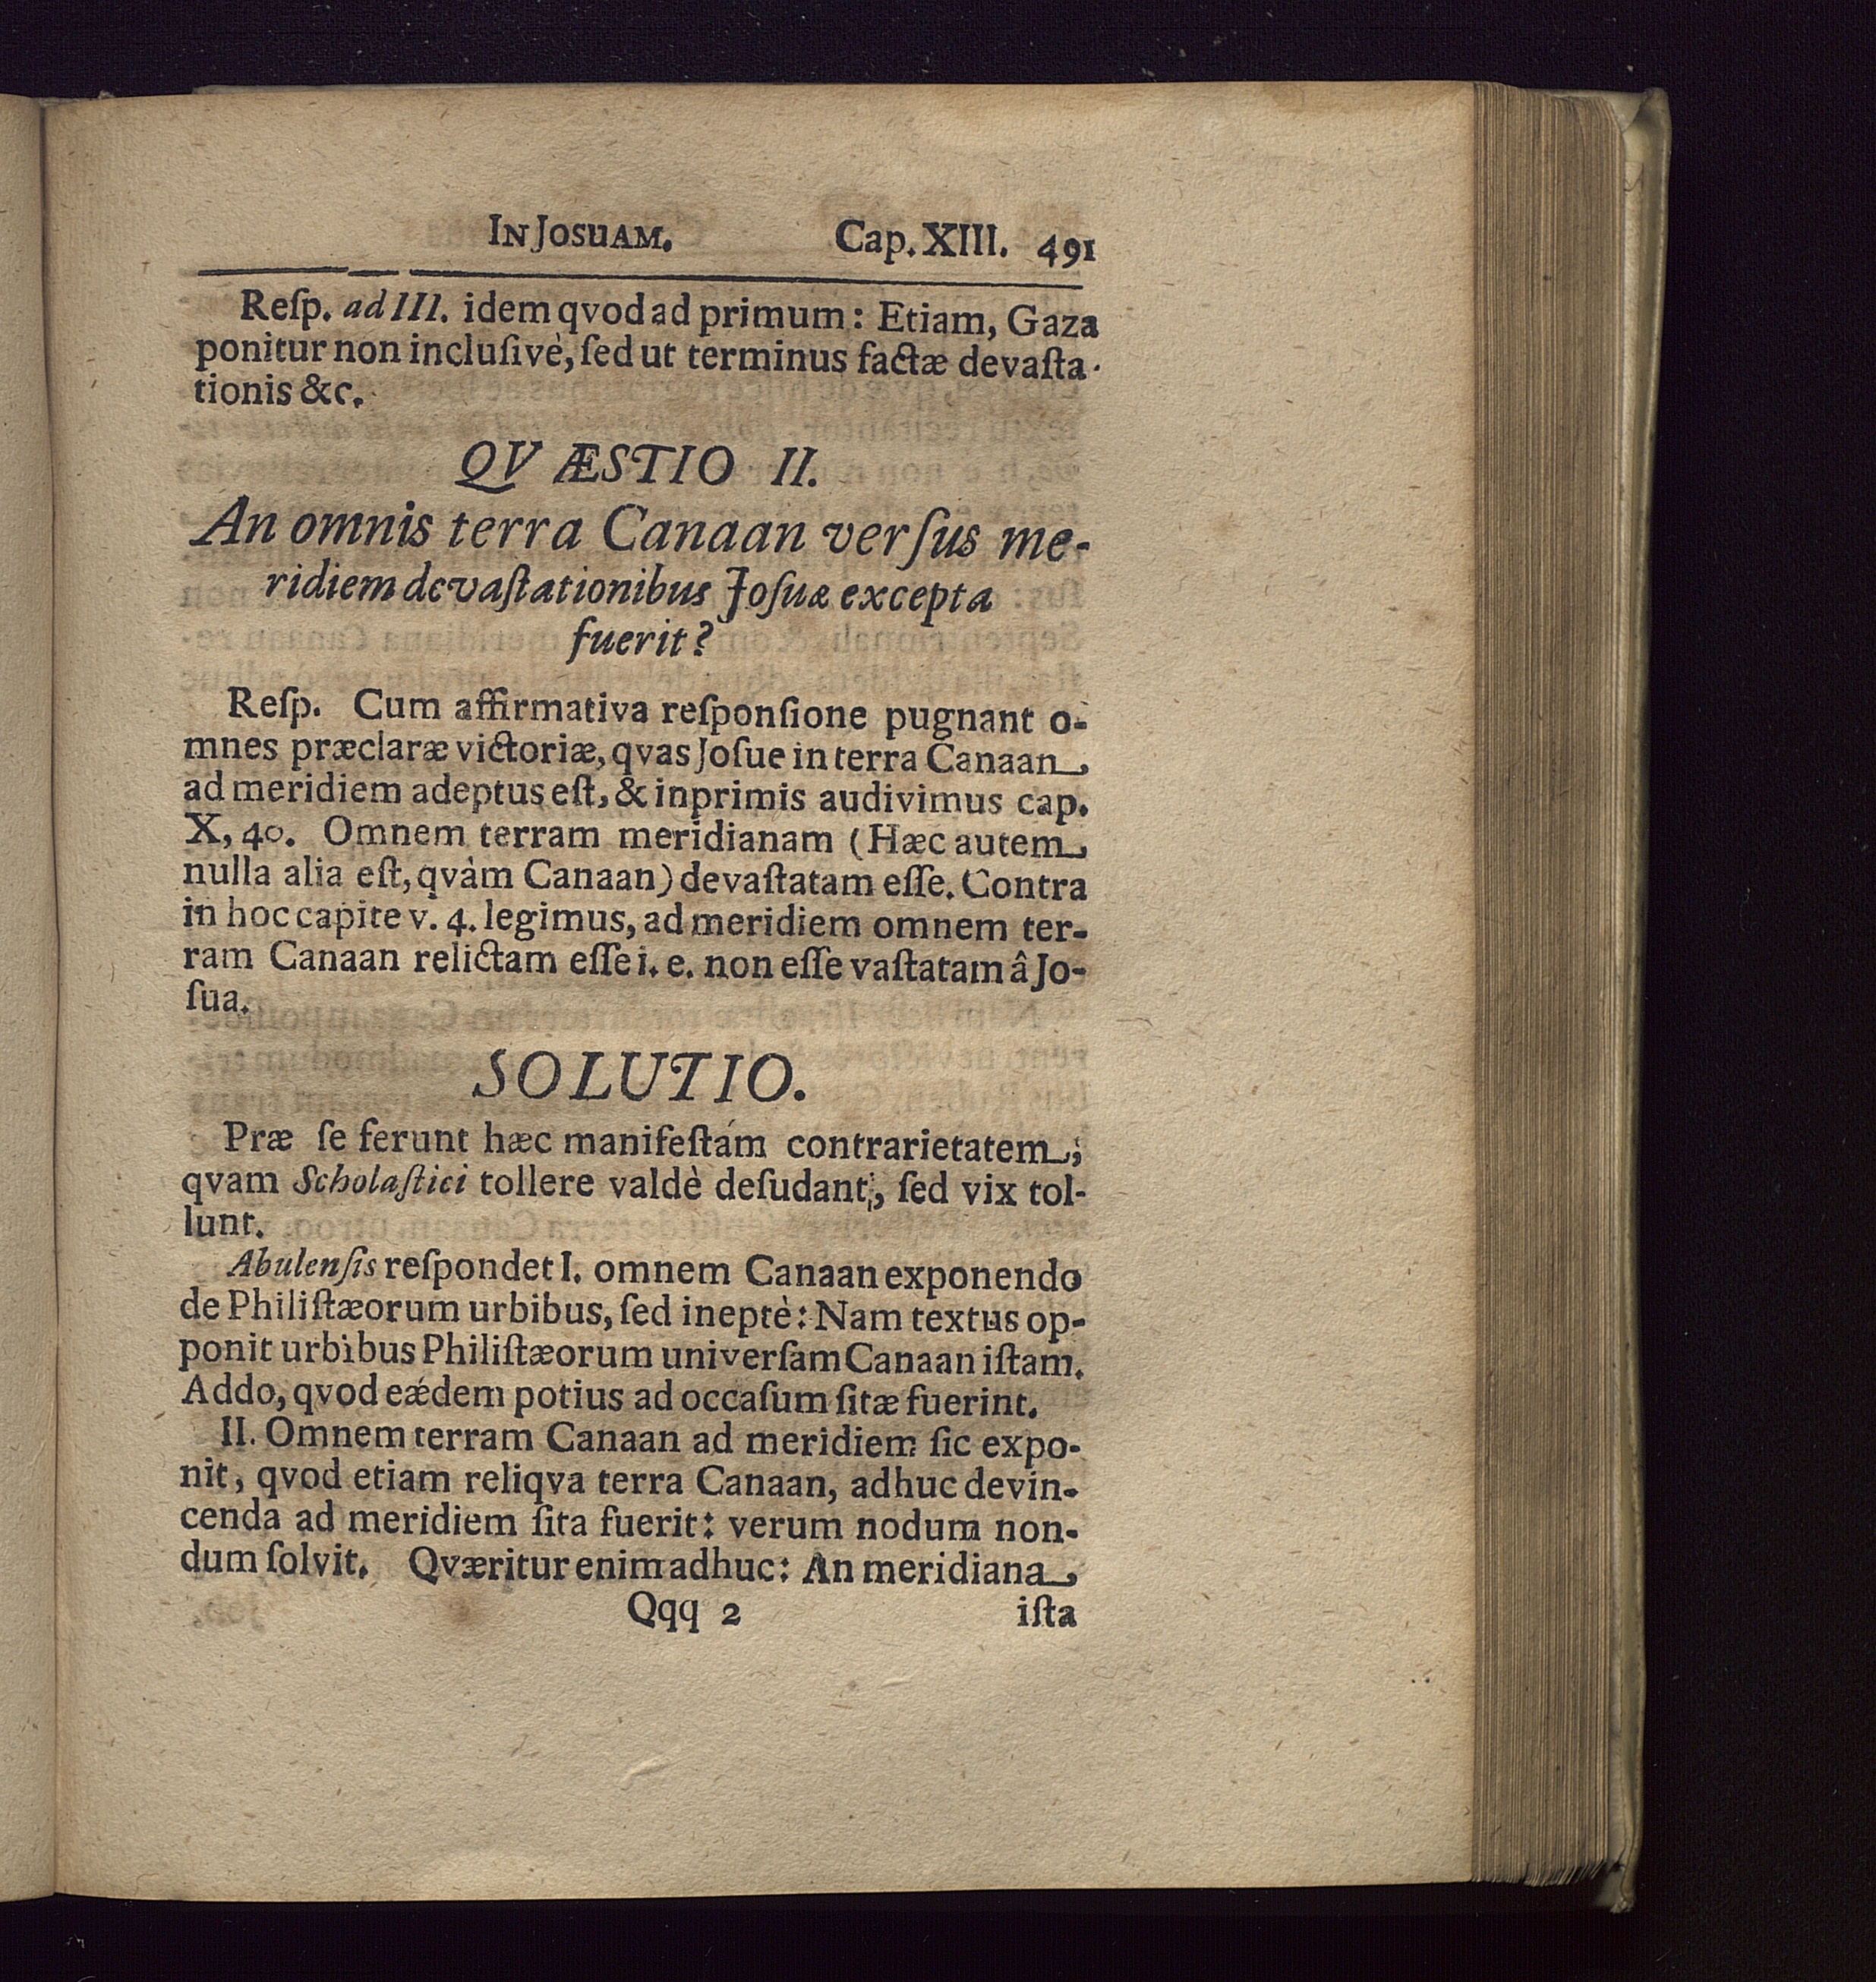 IN JOSUAM. Cap. XIII. 491
Reſp. ad III. idem qvod ad primum: Etiam, Gaza
ponitur non incluſivè, ſed ut terminus factæ devaſta-
tionis &c.
QVÆSTIO II.
An omnis terra Canaan verſus me-
ridiem devaſtationibus Joſuæ excepta
fuerit?
Reſp. Cum affirmativa reſponſione pugnant o-
mnes præclaræ victoriæ, qvas Joſue in terra Canaan,
ad meridiem adeptus eſt, & inprimis audivimus cap.
X, 40. Omnem terram meridianam (Hæc autem,
nulla alia eſt, qvàm Canaan) devaſtatam eſſe. Contra
in hoc capite v. 4. legimus, ad meridiem omnem ter-
ram Canaan relictam eſſe i. e. non eſſe vaſtatam â Jo-
ſua.
SOLUTIO.
Præ ſe ferunt hæc manifeſtám contrarietatem;
qvam Scholaſtici tollere valdè deſudant, ſed vix tol-
lunt.
Abulenſis reſpondet I. omnem Canaan exponendo
de Philiſtæorum urbibus, ſed ineptè: Nam textus op-
ponit urbibus Philiſtæorum univerſam Canaan iſtam.
Addo, qvod eǽdem potius ad occaſum ſitæ fuerint.
II. Omnem terram Canaan ad meridiem ſic expo-
nit, qvod etiam reliqva terra Canaan, adhuc devin-
cenda ad meridiem ſita fuerit: verum nodum non-
dum ſolvit. Qværitur enim adhuc: An meridiana,
Qqq 2 iſta